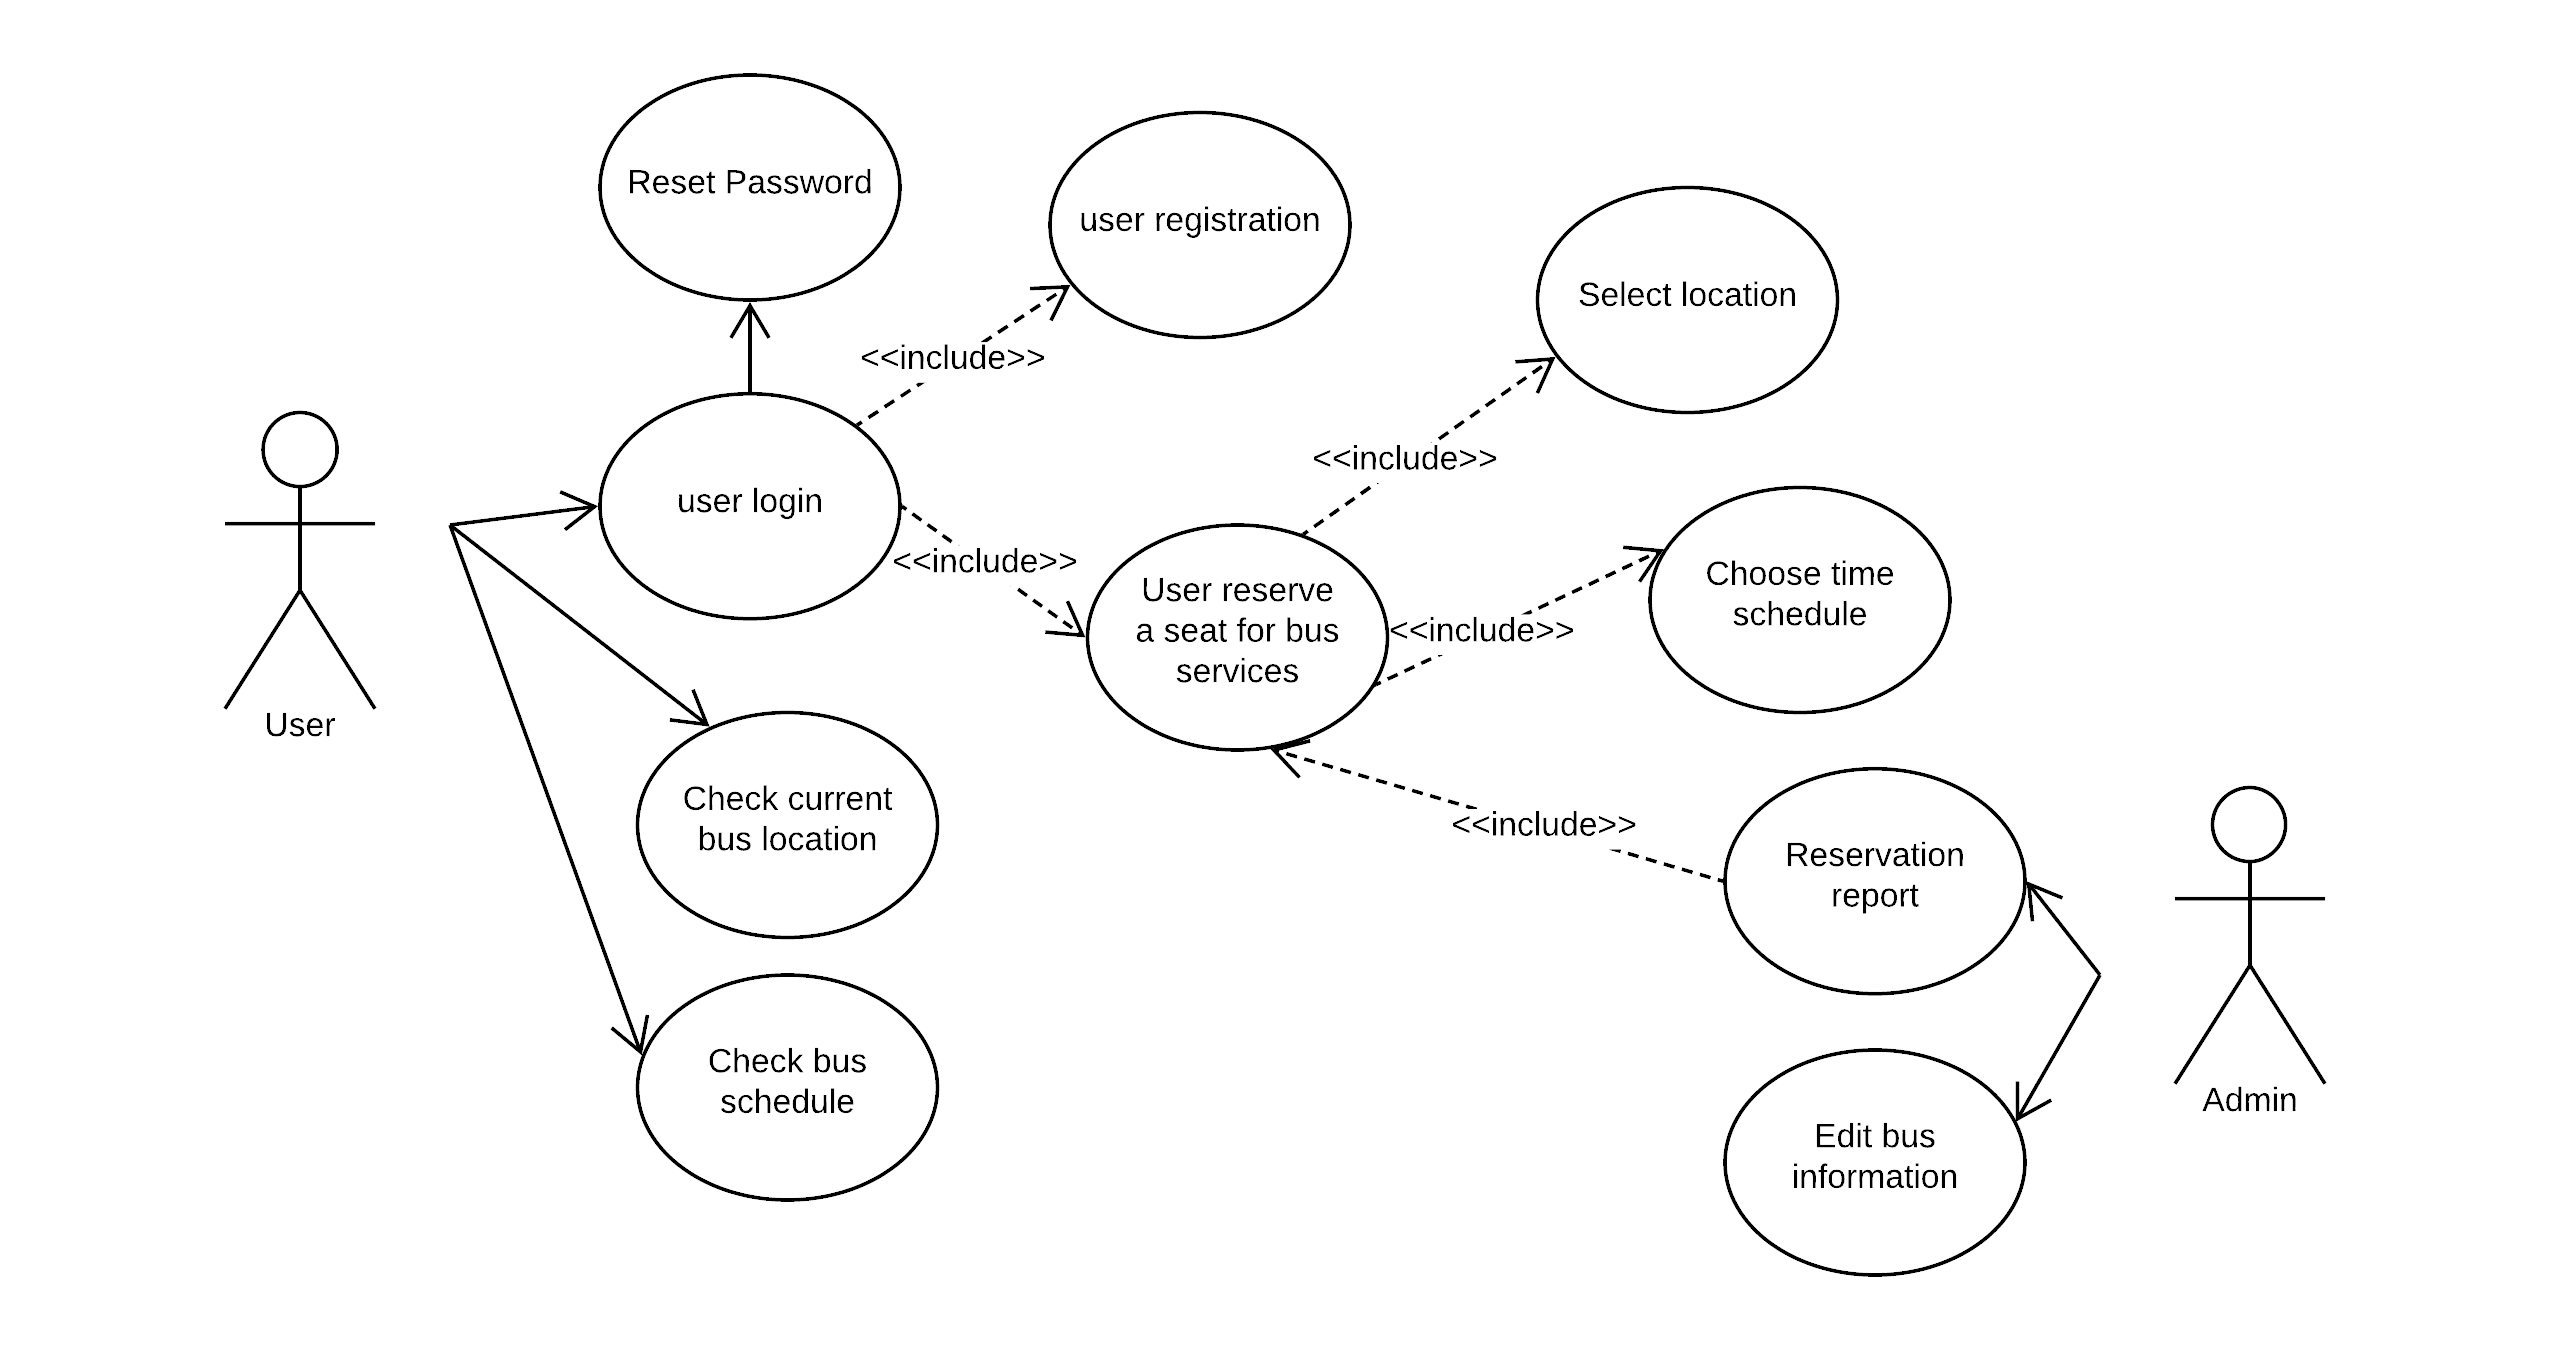 Reset Password
user registration
Select location
<<include>>
<<include>>
user login
<<include>>
User reserve
a seat for bus
services
Choose time
schedule
<<include>>
User
Check current
bus location
<<include>>
Reservation
report
Check bus
schedule
Admin
Edit bus
information